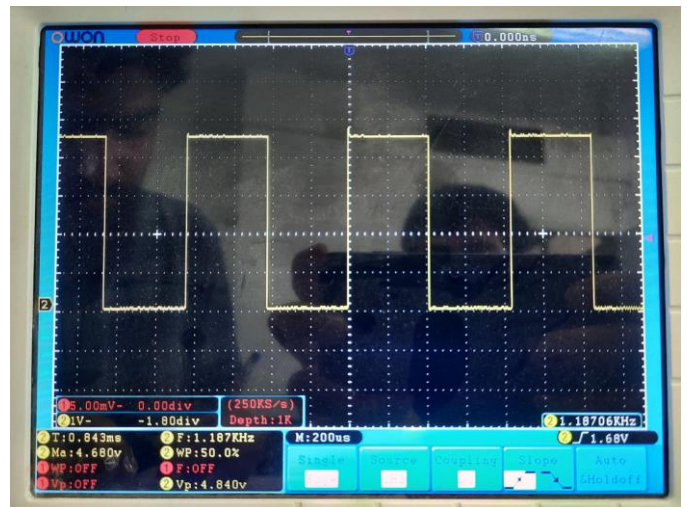 OWON Stop T 0.000ns
2
1 5.00mV- 0.00div (250KS/s)
2 1V- -1.80div Depth:1K 2 1.18706KHz
2 T:0.843ms 2 F:1.187KHz M:200us 2 1.68V
2 Ma:4.680v 2 WP:50.0% Single Source Coupling Slope Auto
1 WP:OFF 1 F:OFF &Holdoff
1 Vp:OFF 2 Vp:4.840v